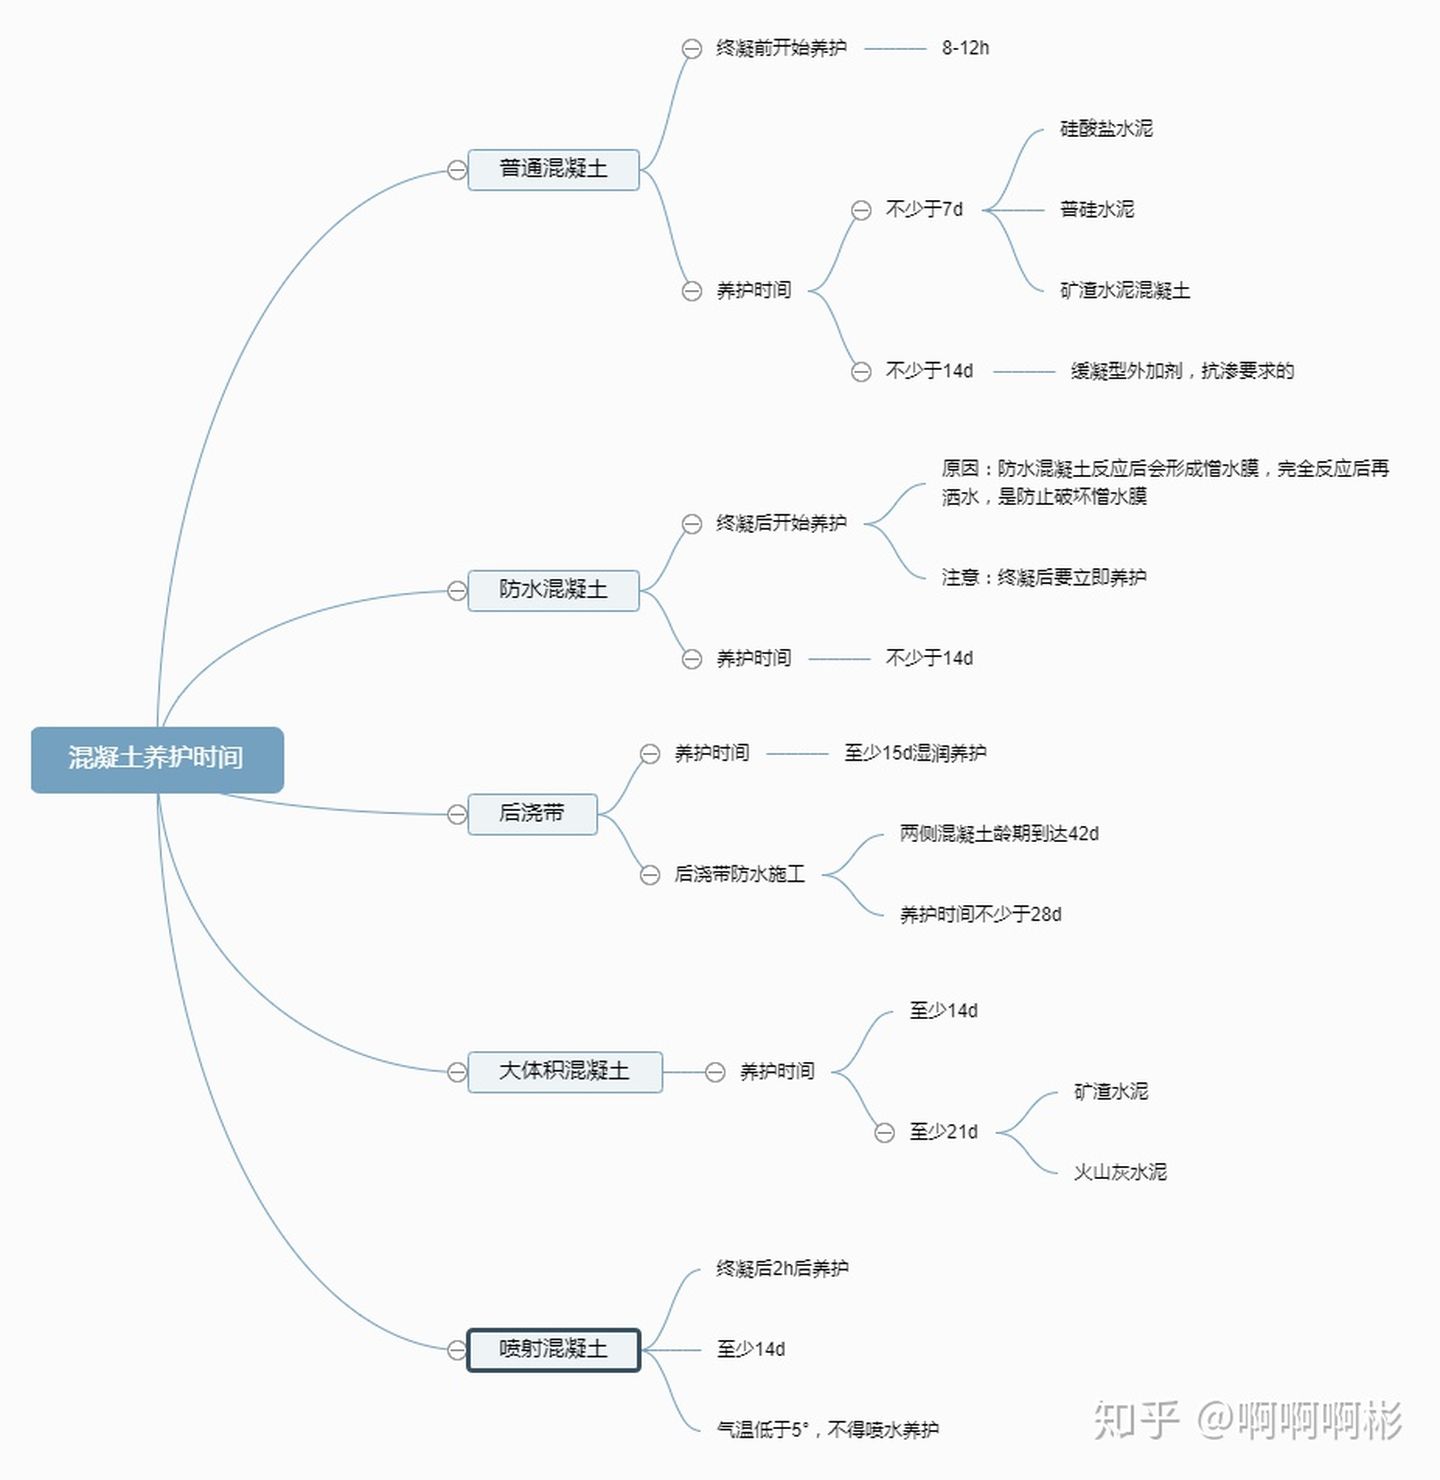 混凝土养护时间
普通混凝土
终凝前开始养护
8-12h
养护时间
不少于7d
硅酸盐水泥
普硅水泥
矿渣水泥混凝土
不少于14d
缓凝型外加剂，抗渗要求的
防水混凝土
终凝后开始养护
原因：防水混凝土反应后会形成憎水膜，完全反应后再
洒水，是防止破坏憎水膜
注意：终凝后要立即养护
养护时间
不少于14d
后浇带
养护时间
至少15d湿润养护
后浇带防水施工
两侧混凝土龄期到达42d
养护时间不少于28d
大体积混凝土
养护时间
至少14d
至少21d
矿渣水泥
火山灰水泥
喷射混凝土
终凝后2h后养护
至少14d
气温低于5°，不得喷水养护
知乎 @啊啊啊彬